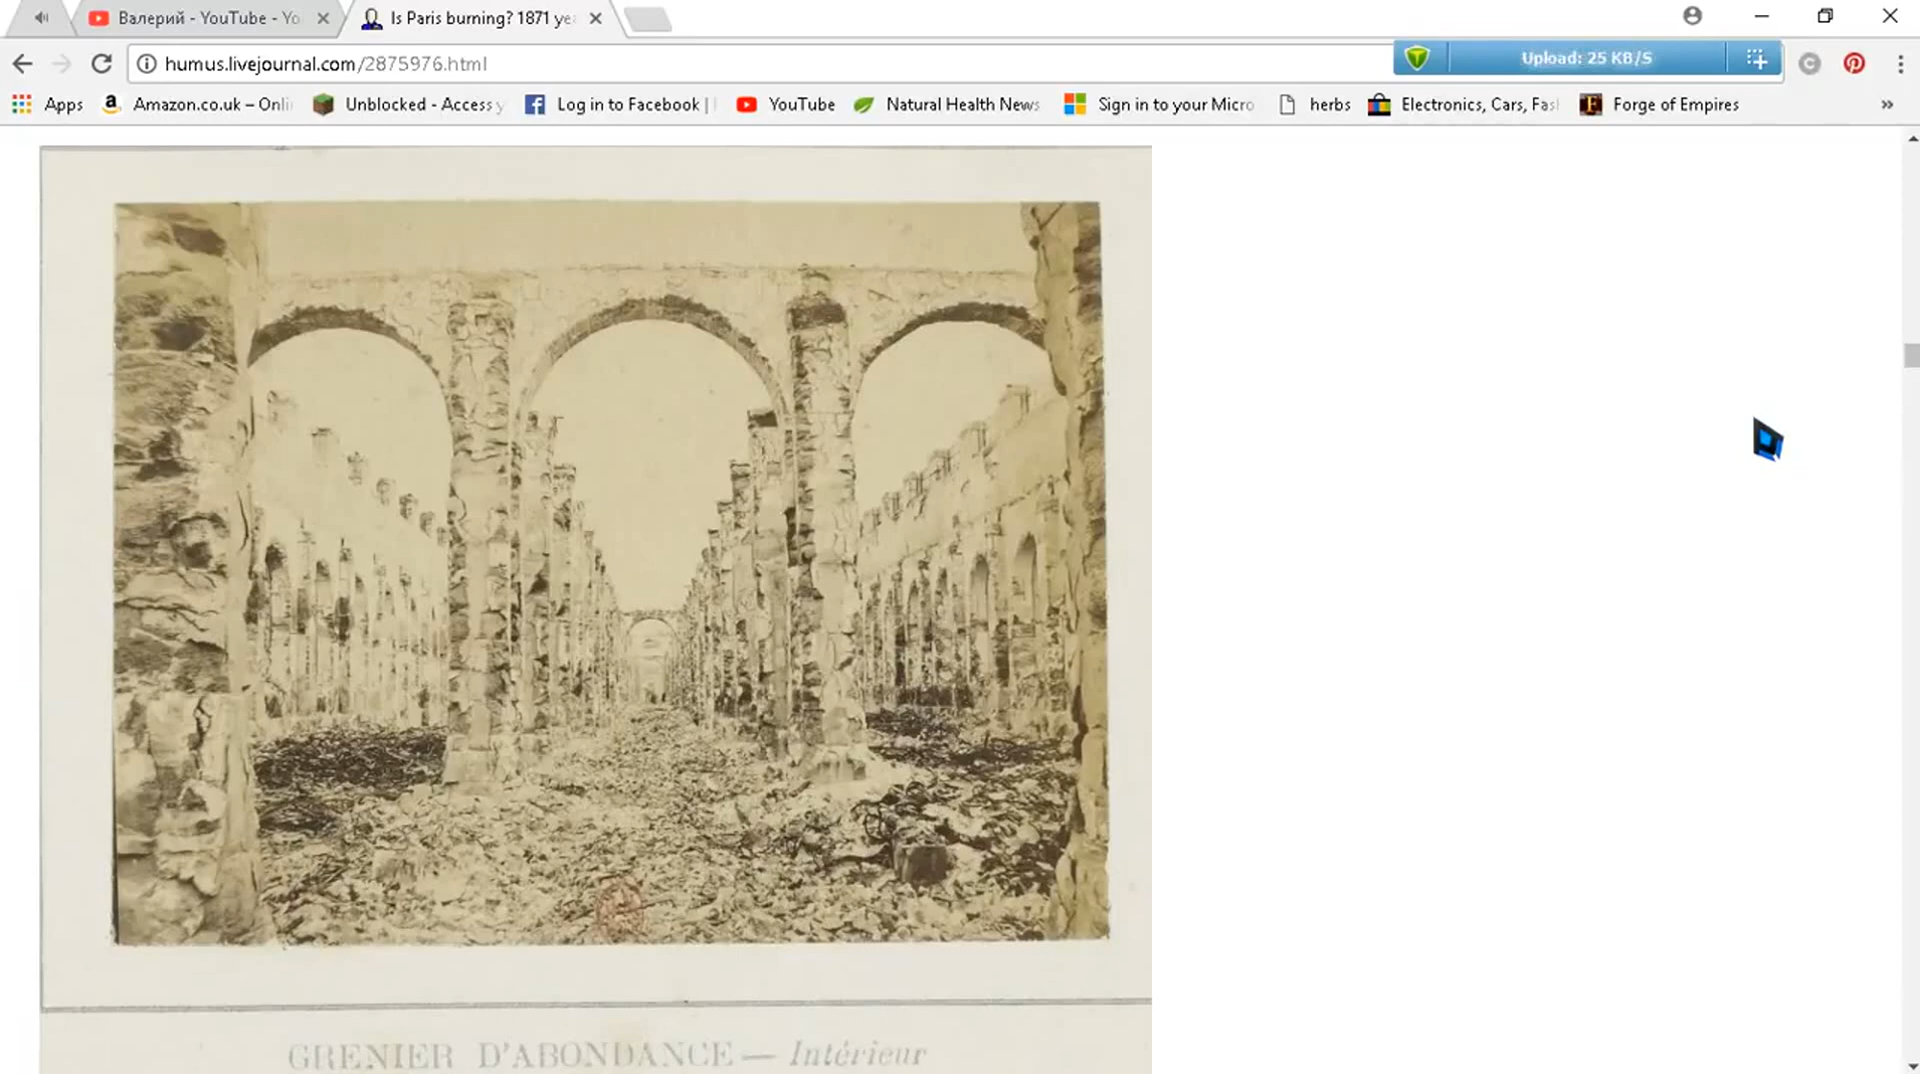 Валерий - YouTube - Yo
Is Paris burning? 1871 yea
humus.livejournal.com/2875976.html
Upload: 25 KB/S
Apps
Amazon.co.uk – Onli
Unblocked - Access y
Log in to Facebook |
YouTube
Natural Health News
Sign in to your Micro
herbs
Electronics, Cars, Fas
Forge of Empires
»
GRENIER D'ABONDANCE — Intérieur